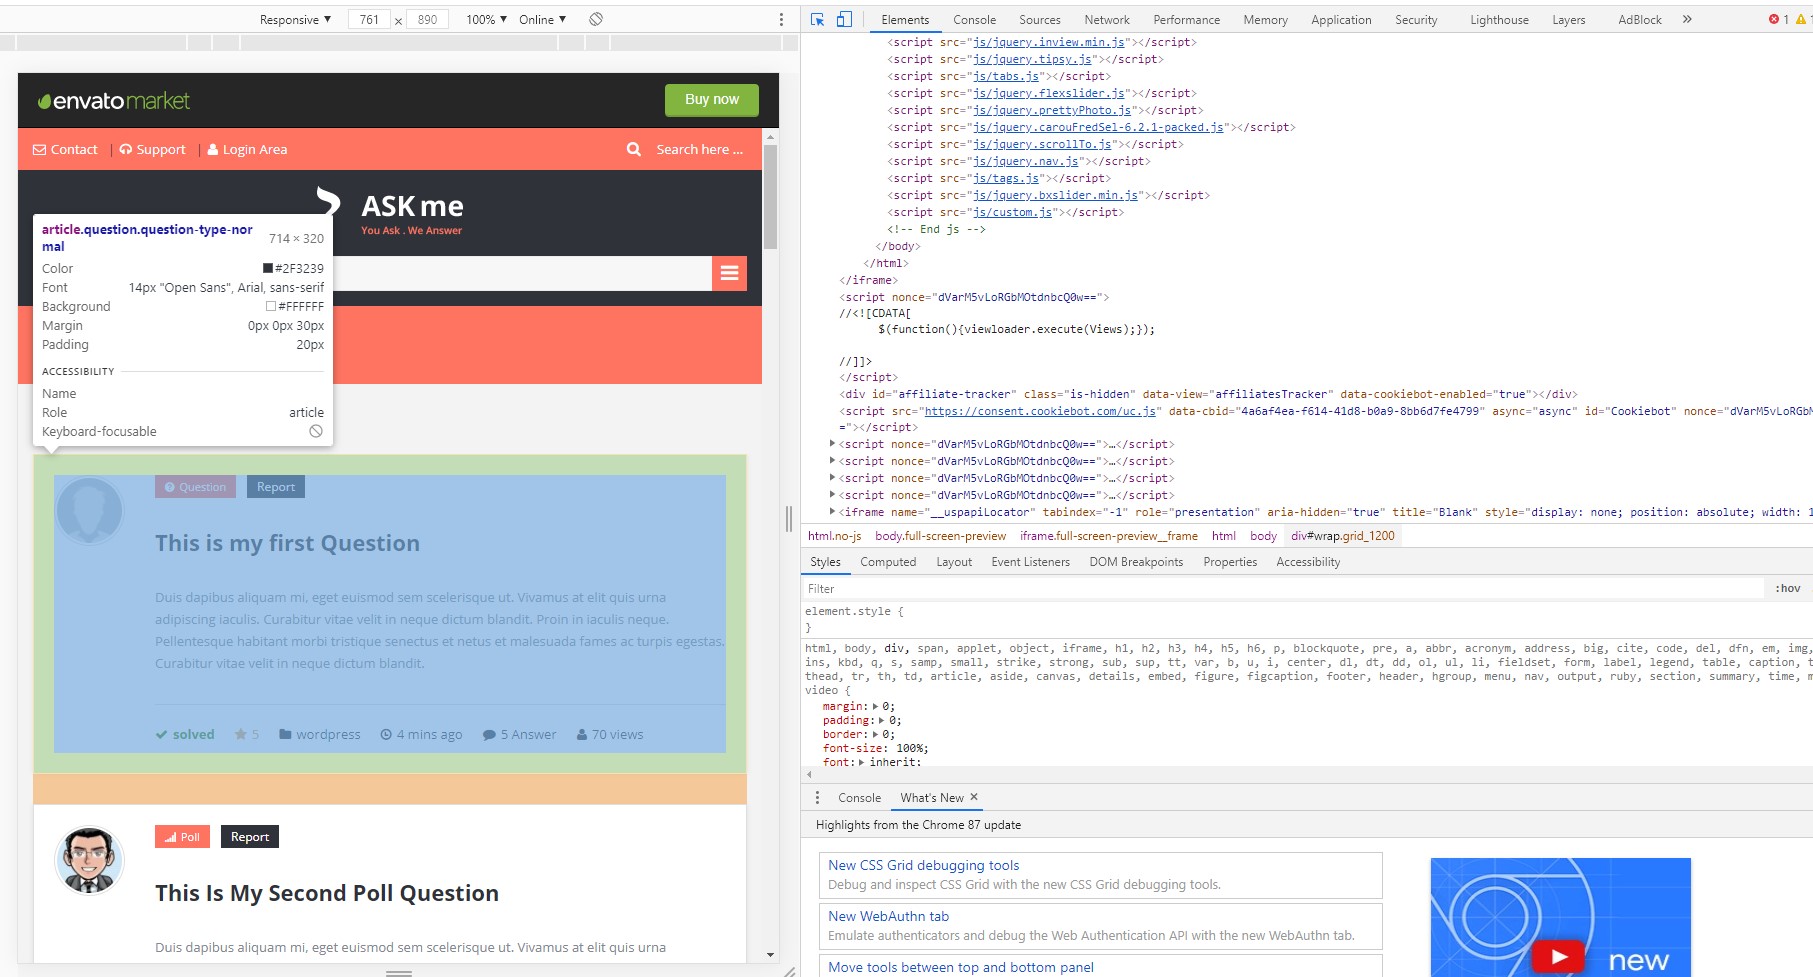 Responsive ▼ 761 × 890 100% ▼ Online ▼
envatomarket
Buy now
Contact | Support | Login Area
Search here ...
ASK me
You Ask . We Answer
article.question.question-type-nor
mal
714 × 320
Color #2F3239
Font 14px "Open Sans", Arial, sans-serif
Background #FFFFFF
Margin 0px 0px 30px
Padding 20px
ACCESSIBILITY
Name
Role article
Keyboard-focusable
Question Report
This is my first Question
Duis dapibus aliquam mi, eget euismod sem scelerisque ut. Vivamus at elit quis urna
adipiscing iaculis. Curabitur vitae velit in neque dictum blandit. Proin in iaculis neque.
Pellentesque habitant morbi tristique senectus et netus et malesuada fames ac turpis egestas.
Curabitur vitae velit in neque dictum blandit.
solved 5 wordpress 4 mins ago 5 Answer 70 views
Poll Report
This Is My Second Poll Question
Duis dapibus aliquam mi, eget euismod sem scelerisque ut. Vivamus at elit quis urna
Elements Console Sources Network Performance Memory Application Security Lighthouse Layers AdBlock » 1
<script src="js/jquery.inview.min.js"></script>
<script src="js/jquery.tipsy.js"></script>
<script src="js/tabs.js"></script>
<script src="js/jquery.flexslider.js"></script>
<script src="js/jquery.prettyPhoto.js"></script>
<script src="js/jquery.carouFredSel-6.2.1-packed.js"></script>
<script src="js/jquery.scrollTo.js"></script>
<script src="js/jquery.nav.js"></script>
<script src="js/tags.js"></script>
<script src="js/jquery.bxslider.min.js"></script>
<script src="js/custom.js"></script>
<!-- End js -->
</body>
</html>
</iframe>
<script nonce="dVarM5vLoRGbMOtdnbcQ0w==">
//<![CDATA[
$(function(){viewloader.execute(Views);});
//]]>
</script>
<div id="affiliate-tracker" class="is-hidden" data-view="affiliatesTracker" data-cookiebot-enabled="true"></div>
<script src="https://consent.cookiebot.com/uc.js" data-cbid="4a6af4ea-f614-41d8-b0a9-8bb6d7fe4799" async="async" id="Cookiebot" nonce="dVarM5vLoRGbM
="></script>
<script nonce="dVarM5vLoRGbMOtdnbcQ0w==">…</script>
<script nonce="dVarM5vLoRGbMOtdnbcQ0w==">…</script>
<script nonce="dVarM5vLoRGbMOtdnbcQ0w==">…</script>
<script nonce="dVarM5vLoRGbMOtdnbcQ0w==">…</script>
<iframe name="__uspapiLocator" tabindex="-1" role="presentation" aria-hidden="true" title="Blank" style="display: none; position: absolute; width: 1
html.no-js body.full-screen-preview iframe.full-screen-preview__frame html body div#wrap.grid_1200
Styles Computed Layout Event Listeners DOM Breakpoints Properties Accessibility
Filter :hov
element.style {
}
html, body, div, span, applet, object, iframe, h1, h2, h3, h4, h5, h6, p, blockquote, pre, a, abbr, acronym, address, big, cite, code, del, dfn, em, img,
ins, kbd, q, s, samp, small, strike, strong, sub, sup, tt, var, b, u, i, center, dl, dt, dd, ol, ul, li, fieldset, form, label, legend, table, caption, t
thead, tr, th, td, article, aside, canvas, details, embed, figure, figcaption, footer, header, hgroup, menu, nav, output, ruby, section, summary, time, m
video {
margin: 0;
padding: 0;
border: 0;
font-size: 100%;
font: inherit;
Console What's New ×
Highlights from the Chrome 87 update
New CSS Grid debugging tools
Debug and inspect CSS Grid with the new CSS Grid debugging tools.
New WebAuthn tab
Emulate authenticators and debug the Web Authentication API with the new WebAuthn tab.
Move tools between top and bottom panel
new